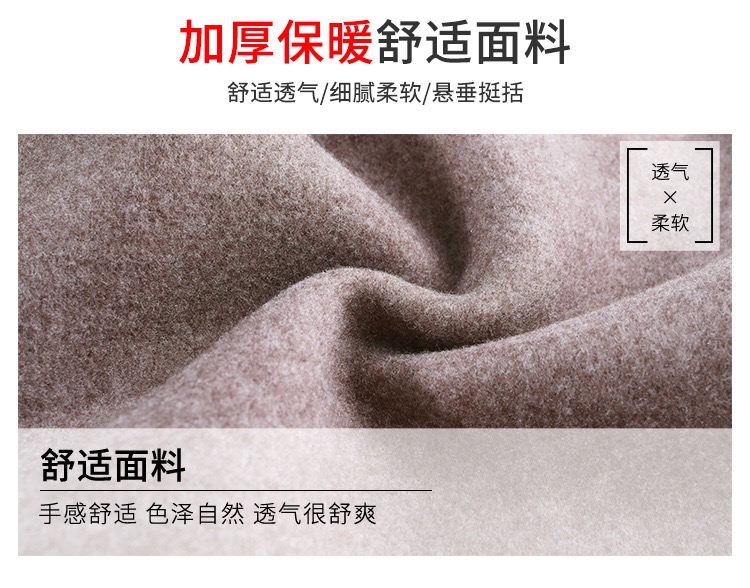 加厚保暖舒适面料
舒适透气/细腻柔软/悬垂挺括
透气
×
柔软
舒适面料
手感舒适 色泽自然 透气很舒爽